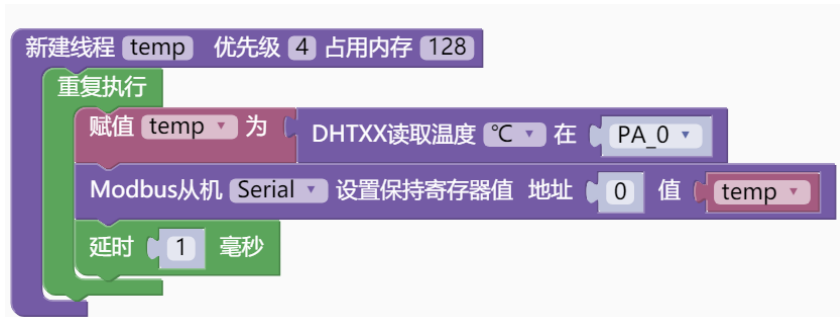 新建线程 temp 优先级 4 占用内存 128
重复执行
赋值 temp 为 DHTXX读取温度 ℃ 在 PA_0
Modbus从机 Serial 设置保持寄存器值 地址 0 值 temp
延时 1 毫秒